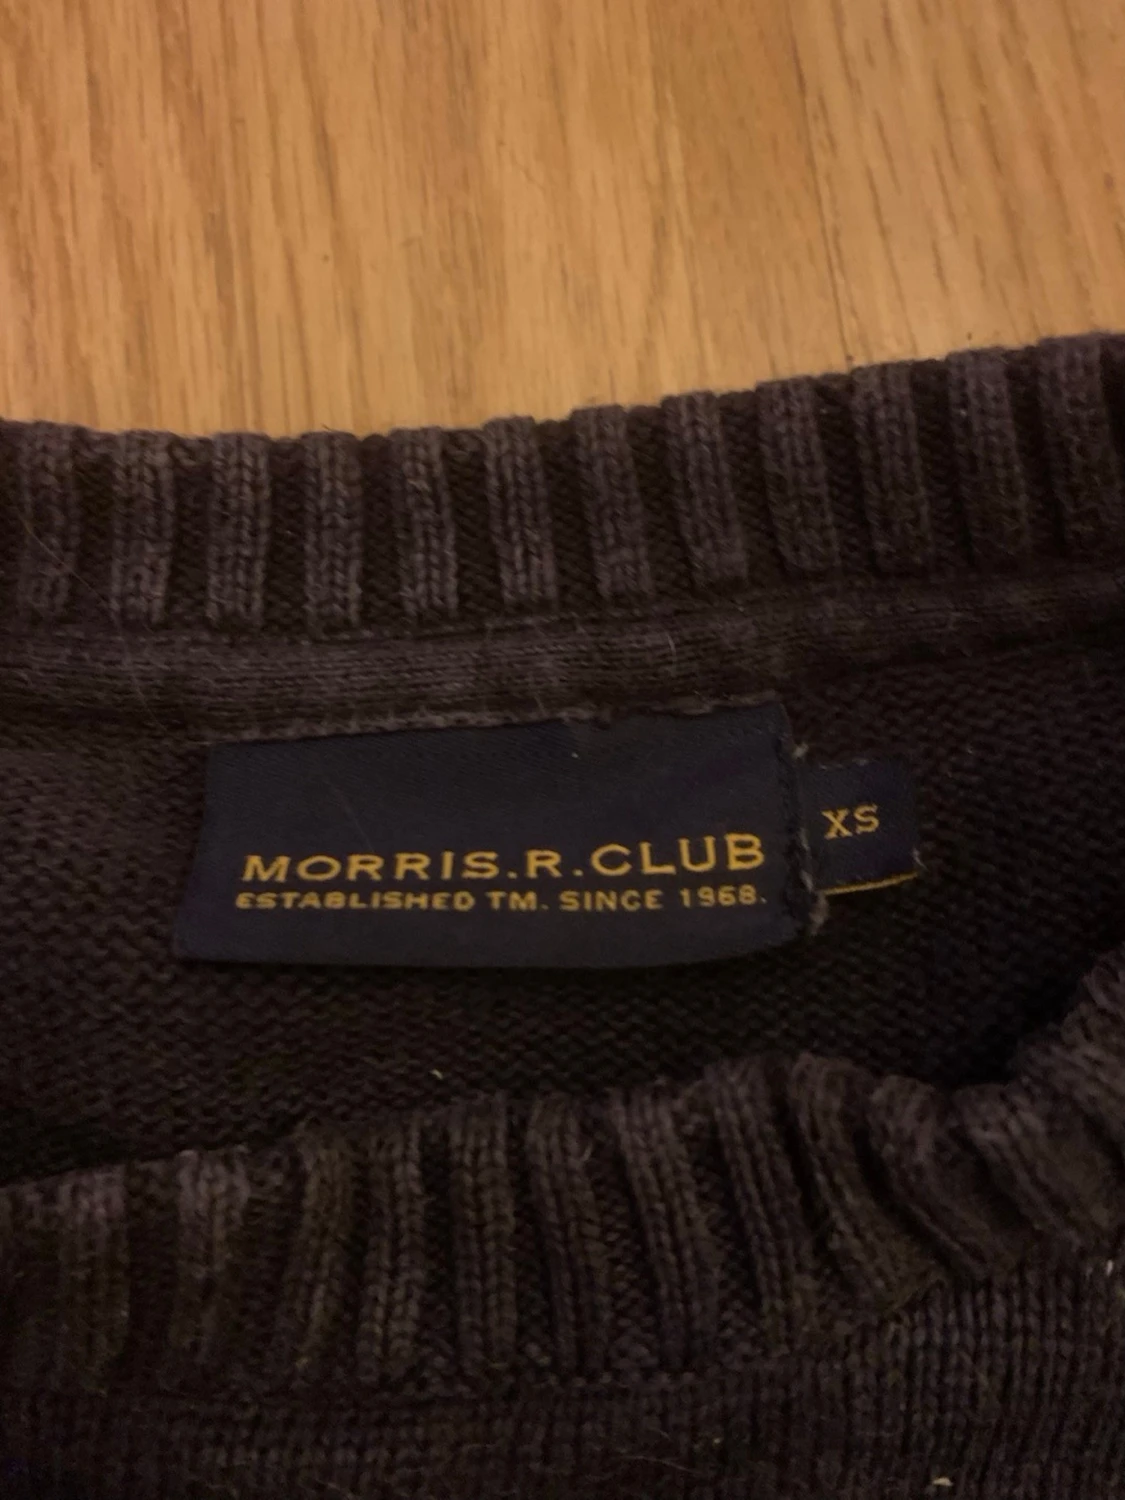 MORRIS.R.CLUB
ESTABLISHED TM. SINCE 1968.
XS